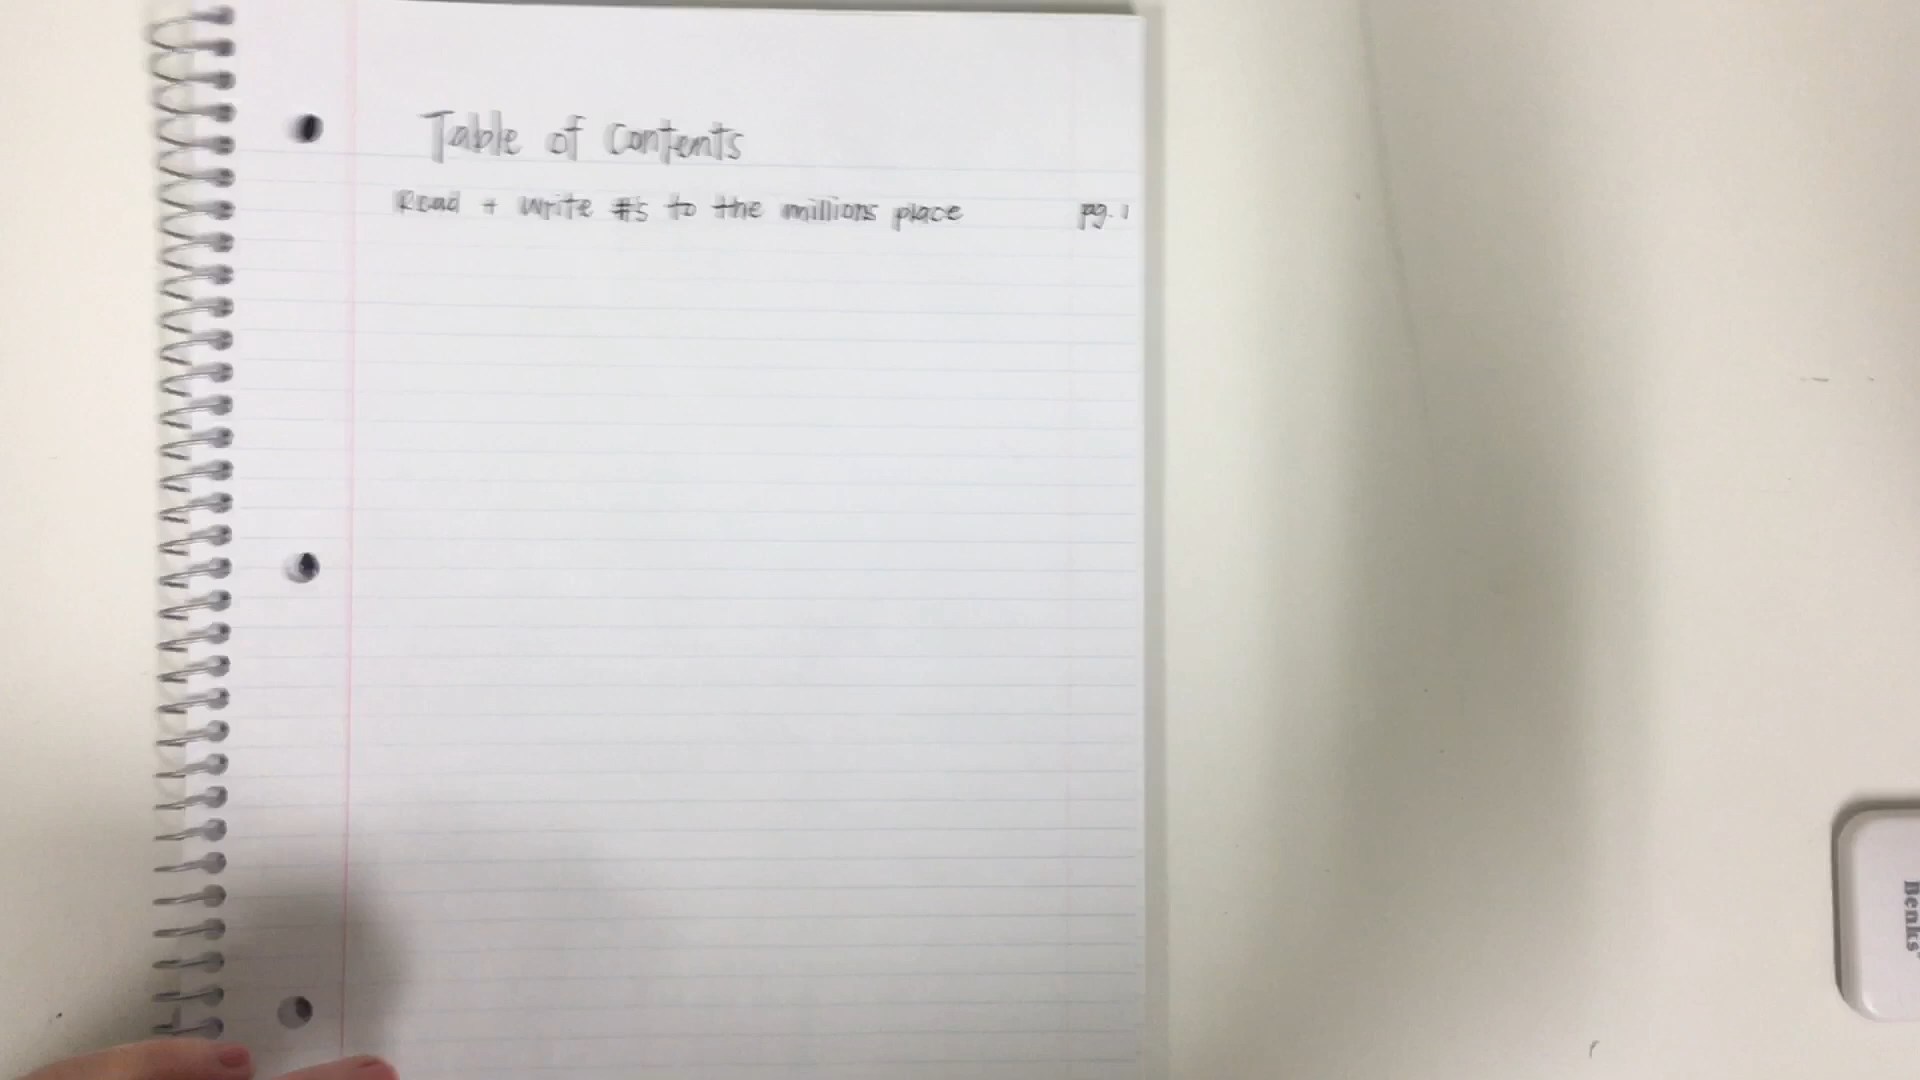 Table of Contents
Read + write #s to the millions place pg. 1
Benks